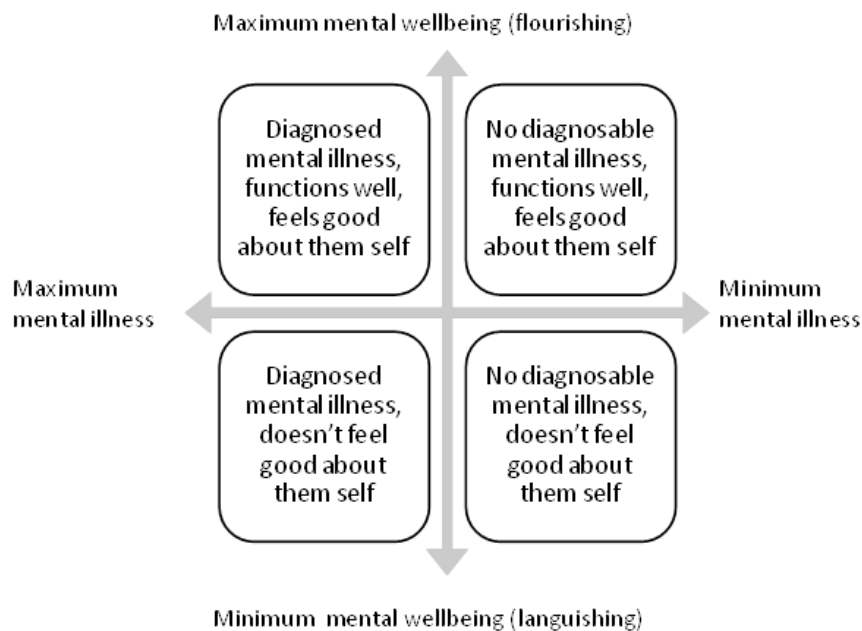 Maximum mental wellbeing (flourishing)
Diagnosed
mental illness,
functions well,
feels good
about them self
No diagnosable
mental illness,
functions well,
feels good
about them self
Maximum
mental illness
Minimum
mental illness
Diagnosed
mental illness,
doesn't feel
good about
them self
No diagnosable
mental illness,
doesn't feel
good about
them self
Minimum mental wellbeing (languishing)